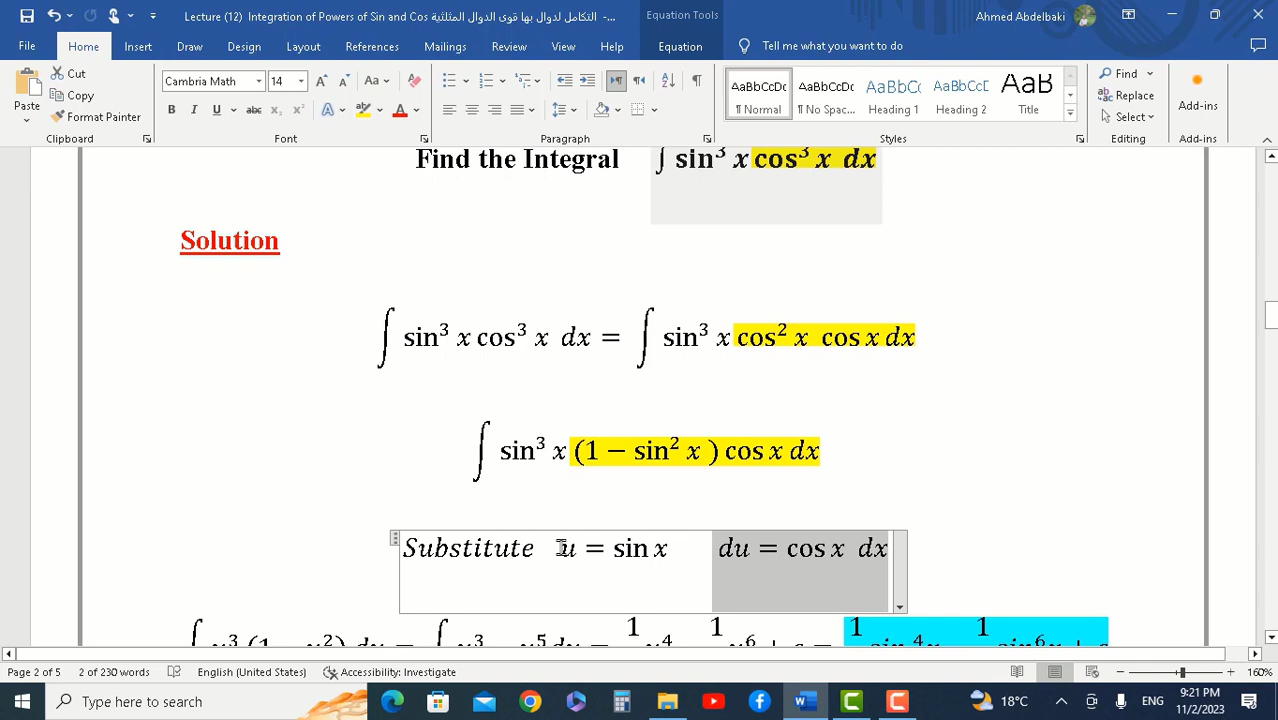 Lecture (12) Integration of Powers of Sin and Cos التكامل لدوال بها قوى الدوال المثلثية -...
Equation Tools
Ahmed Abdelbaki
File Home Insert Draw Design Layout References Mailings Review View Help Equation Tell me what you want to do
Paste
Cut
Copy
Format Painter
Clipboard
Cambria Math 14
Font
Paragraph
AaBbCcDc AaBbCcDc AaBbCc AaBbCcC AaB
¶ Normal ¶ No Spac... Heading 1 Heading 2 Title
Styles
Find
Replace
Select
Editing
Add-ins
Add-ins
Find the Integral ∫ sin³ x cos³ x dx
Solution
∫ sin³ x cos³ x dx = ∫ sin³ x cos² x cos x dx
∫ sin³ x (1 − sin² x ) cos x dx
Substitute u = sin x du = cos x dx
Page 2 of 5 2 of 230 words English (United States) Accessibility: Investigate 160%
Type here to search
18°C
ENG
9:21 PM
11/2/2023